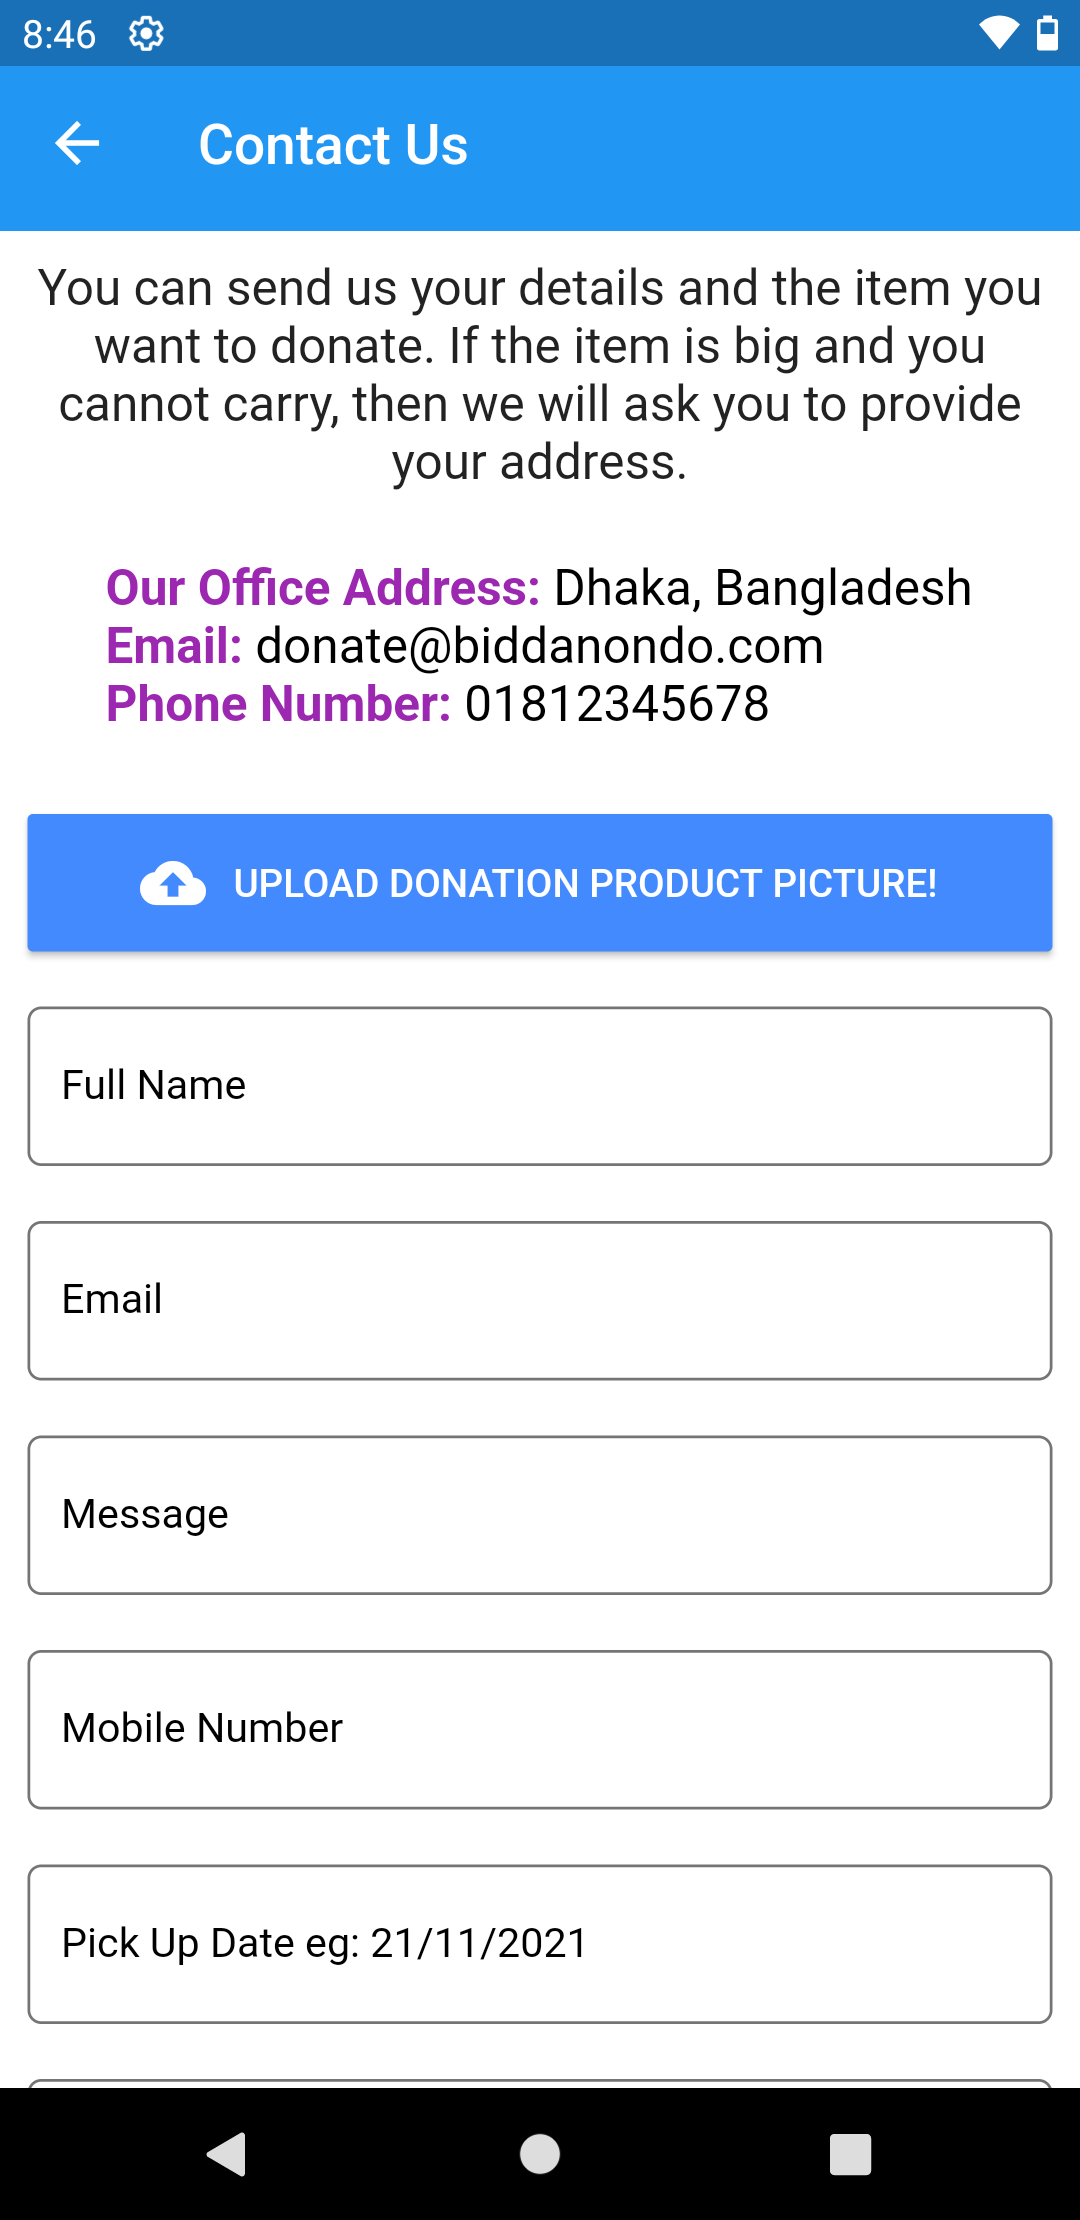 8:46
Contact Us
You can send us your details and the item you
want to donate. If the item is big and you
cannot carry, then we will ask you to provide
your address.
Our Office Address: Dhaka, Bangladesh
Email: donate@biddanondo.com
Phone Number: 01812345678
UPLOAD DONATION PRODUCT PICTURE!
Full Name
Email
Message
Mobile Number
Pick Up Date eg: 21/11/2021